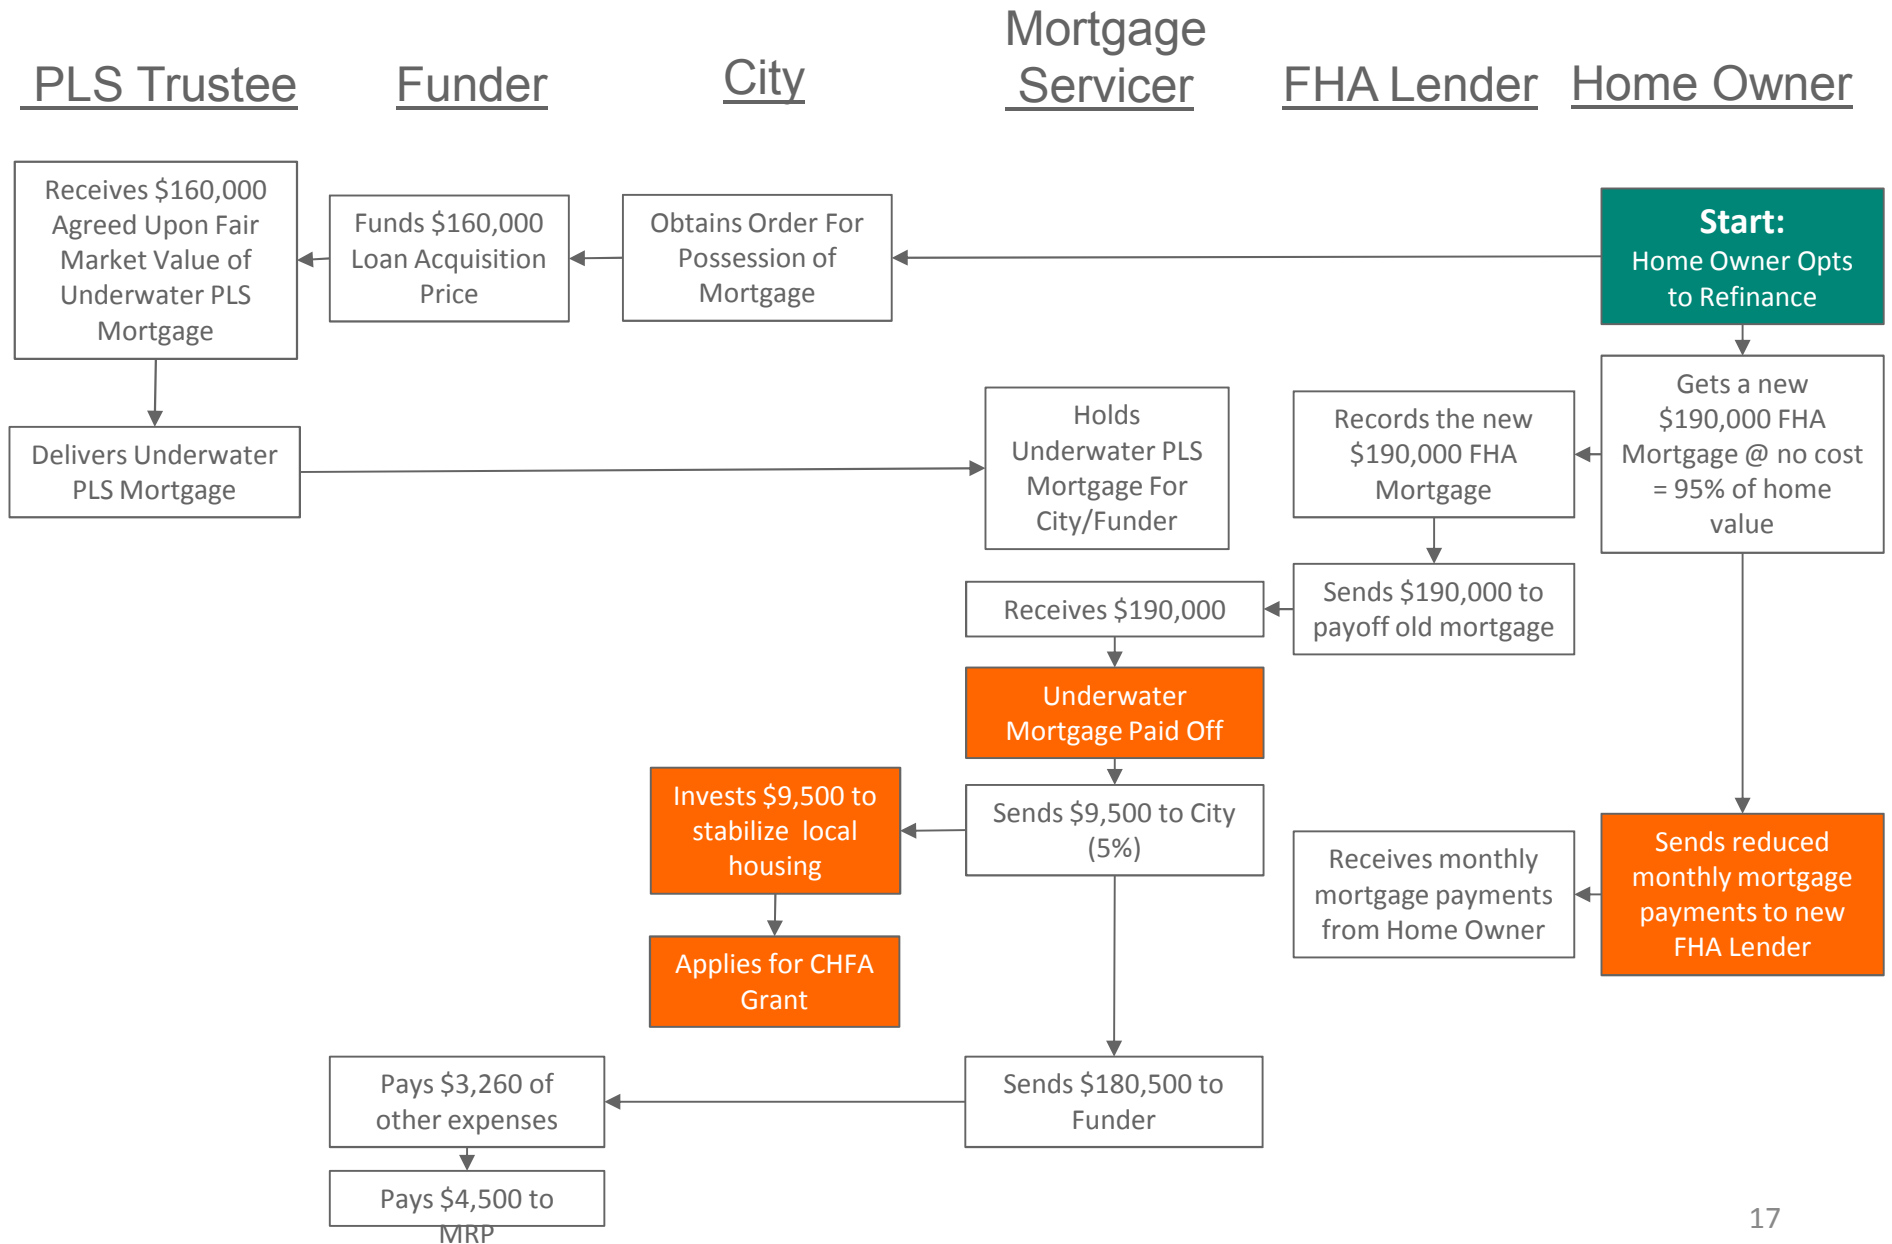 PLS Trustee
Funder
City
Mortgage
Servicer
FHA Lender
Home Owner
Receives $160,000
Agreed Upon Fair
Market Value of
Underwater PLS
Mortgage
Funds $160,000
Loan Acquisition
Price
Obtains Order For
Possession of
Mortgage
Start:
Home Owner Opts
to Refinance
Delivers Underwater
PLS Mortgage
Holds
Underwater PLS
Mortgage For
City/Funder
Records the new
$190,000 FHA
Mortgage
Gets a new
$190,000 FHA
Mortgage @ no cost
= 95% of home
value
Receives $190,000
Sends $190,000 to
payoff old mortgage
Underwater
Mortgage Paid Off
Invests $9,500 to
stabilize local
housing
Sends $9,500 to City
(5%)
Receives monthly
mortgage payments
from Home Owner
Sends reduced
monthly mortgage
payments to new
FHA Lender
Applies for CHFA
Grant
Pays $3,260 of
other expenses
Sends $180,500 to
Funder
Pays $4,500 to
MRP
17